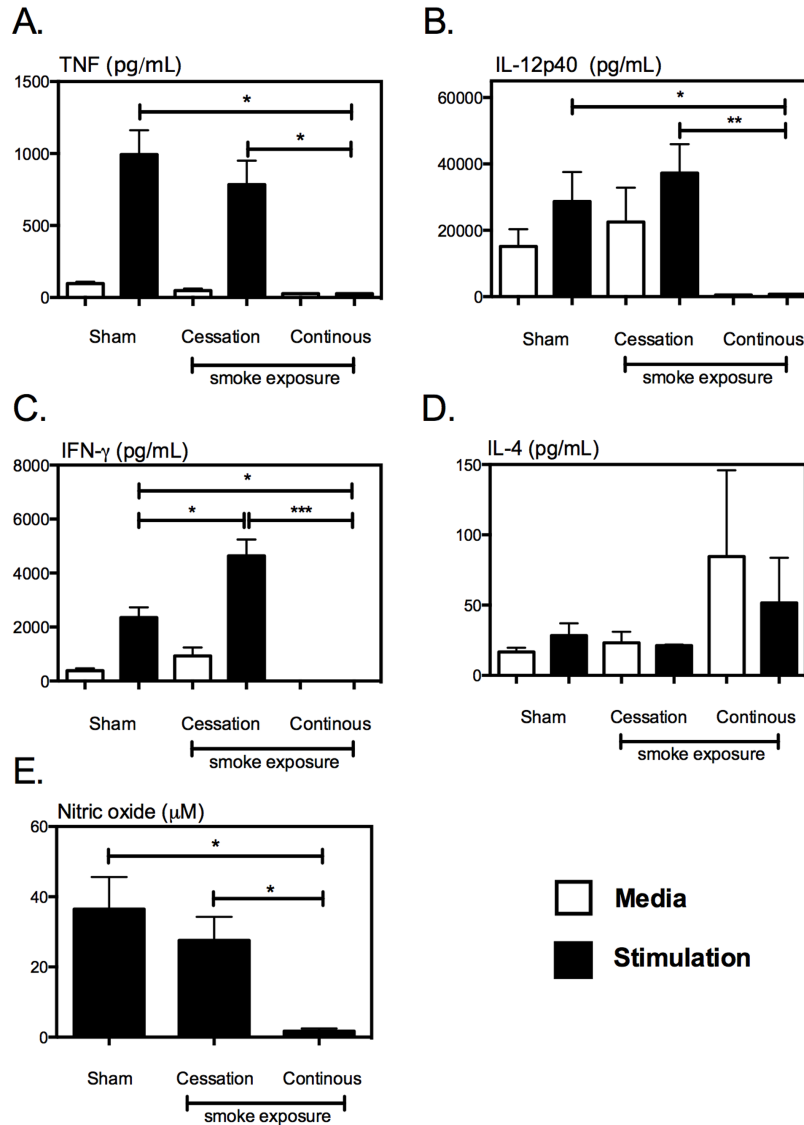 A.
TNF (pg/mL)
1500
1000
500
0
*
*
Sham Cessation Continous
smoke exposure
B.
IL-12p40 (pg/mL)
60000
40000
20000
0
*
**
Sham Cessation Continous
smoke exposure
C.
IFN-γ (pg/mL)
8000
6000
4000
2000
0
*
* ***
Sham Cessation Continous
smoke exposure
D.
IL-4 (pg/mL)
150
100
50
0
Sham Cessation Continous
smoke exposure
E.
Nitric oxide (μM)
60
40
20
0
*
*
Sham Cessation Continous
smoke exposure
Media
Stimulation